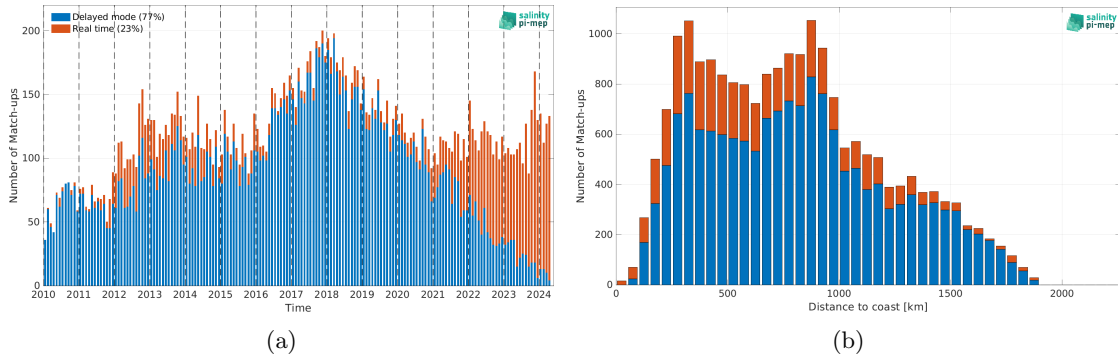 Delayed mode (77%)
Real time (23%)
salinity
pi-mep
Number of Match-ups
200
150
100
50
0
2010 2011 2012 2013 2014 2015 2016 2017 2018 2019 2020 2021 2022 2023 2024
Time
(a)
salinity
pi-mep
Number of Match-ups
1000
800
600
400
200
0
0 500 1000 1500 2000
Distance to coast [km]
(b)